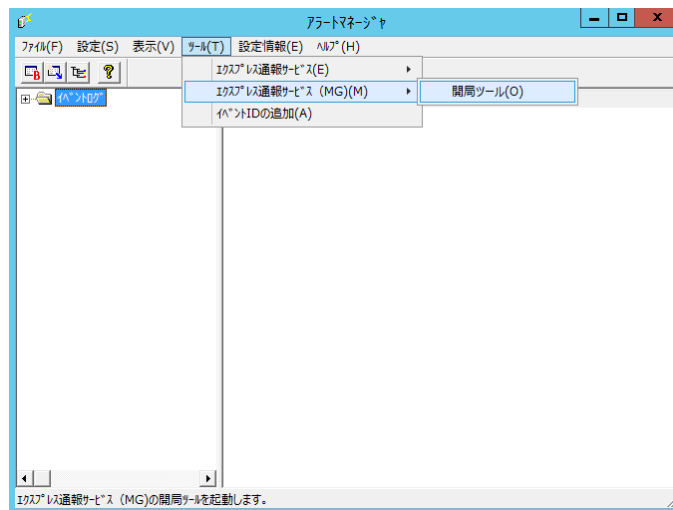 アラートマネージャ
ファイル(F) 設定(S) 表示(V) ツール(T) 設定情報(E) ヘルプ(H)
エクスプレス通報サービス(E)
エクスプレス通報サービス (MG)(M)
開局ツール(O)
イベントログ
イベントIDの追加(A)
エクスプレス通報サービス (MG)の開局ツールを起動します。